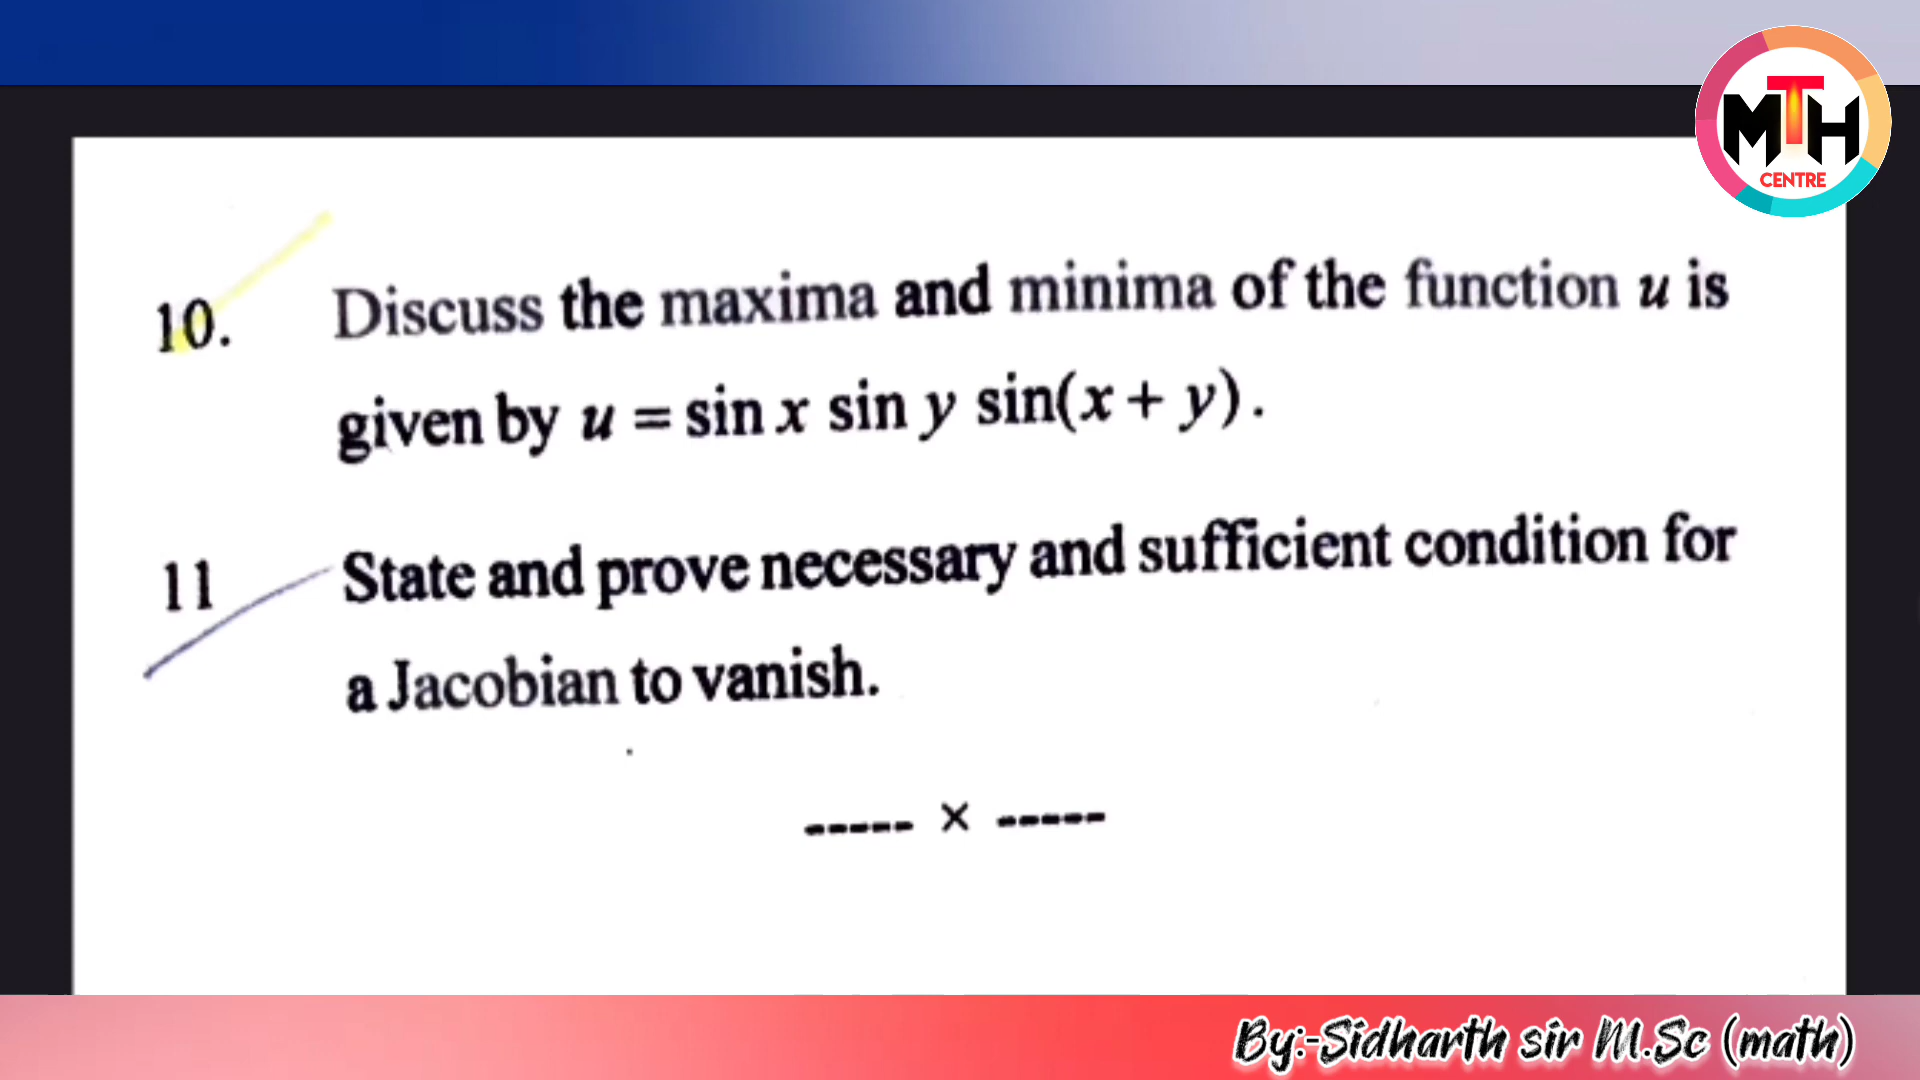 MTH
CENTRE
10. Discuss the maxima and minima of the function u is
given by u = sin x sin y sin(x + y).
11 State and prove necessary and sufficient condition for
a Jacobian to vanish.
----- × -----
By:-Sidharth sir M.Sc (math)